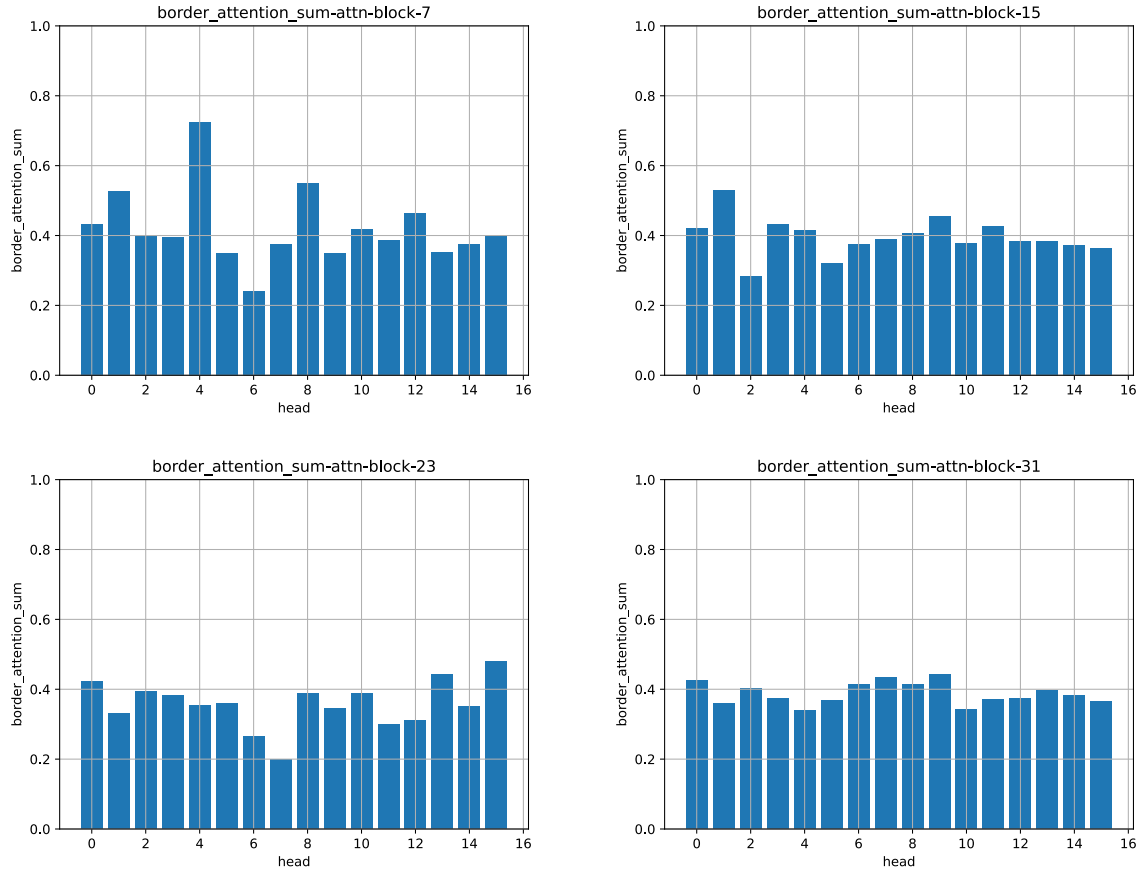 border_attention_sum-attn-block-7
1.0
0.8
0.6
0.4
0.2
0.0
border_attention_sum
0 2 4 6 8 10 12 14 16
head
border_attention_sum-attn-block-15
1.0
0.8
0.6
0.4
0.2
0.0
border_attention_sum
0 2 4 6 8 10 12 14 16
head
border_attention_sum-attn-block-23
1.0
0.8
0.6
0.4
0.2
0.0
border_attention_sum
0 2 4 6 8 10 12 14 16
head
border_attention_sum-attn-block-31
1.0
0.8
0.6
0.4
0.2
0.0
border_attention_sum
0 2 4 6 8 10 12 14 16
head